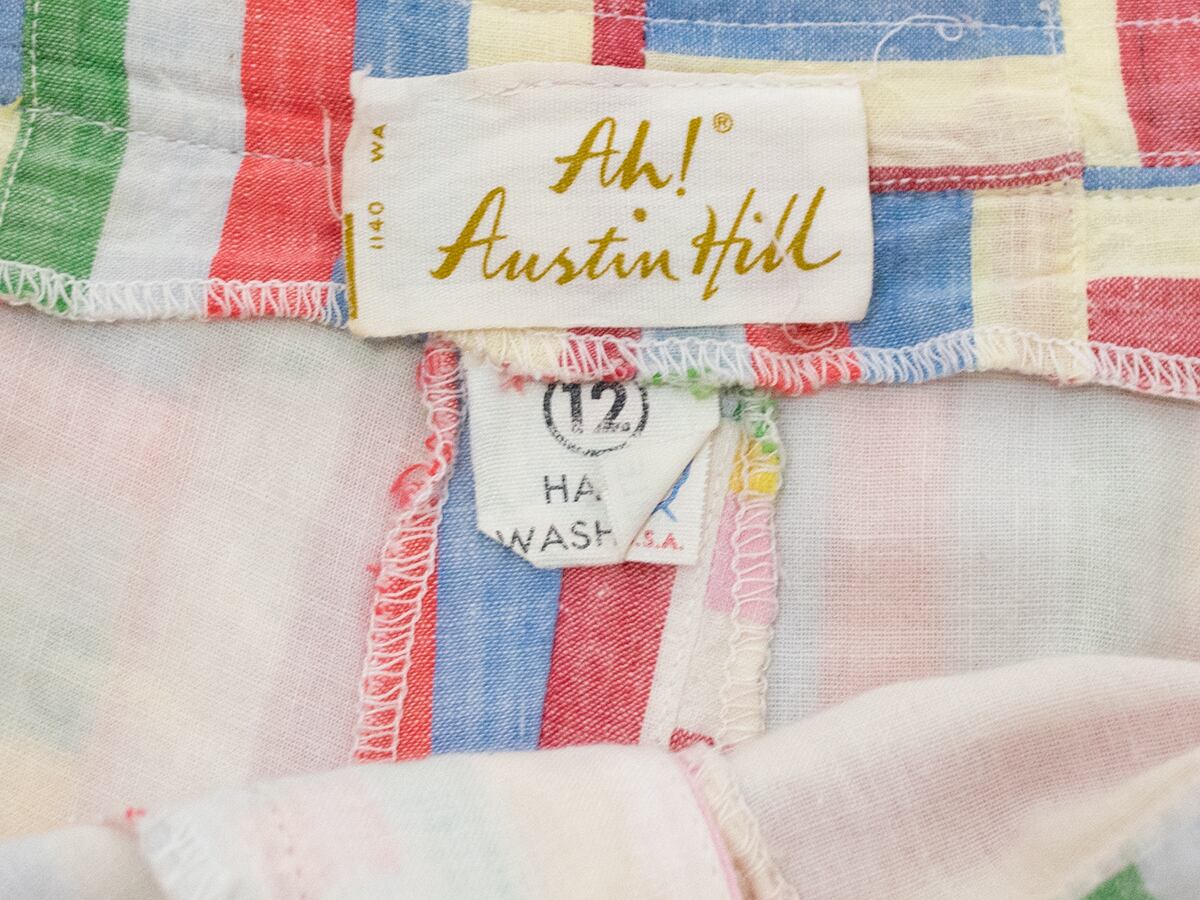 Ah!®
Austin Hill
1140 WA
12
HA
WASH
.S.A.